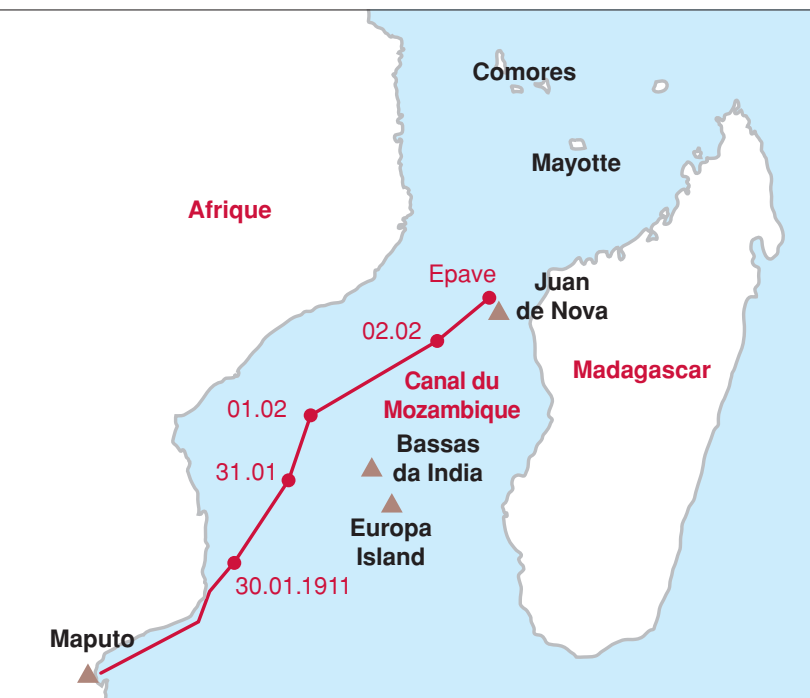 Comores
Mayotte
Afrique
Epave
Juan
de Nova
02.02
Madagascar
Canal du
Mozambique
01.02
Bassas
da India
31.01
Europa
Island
30.01.1911
Maputo